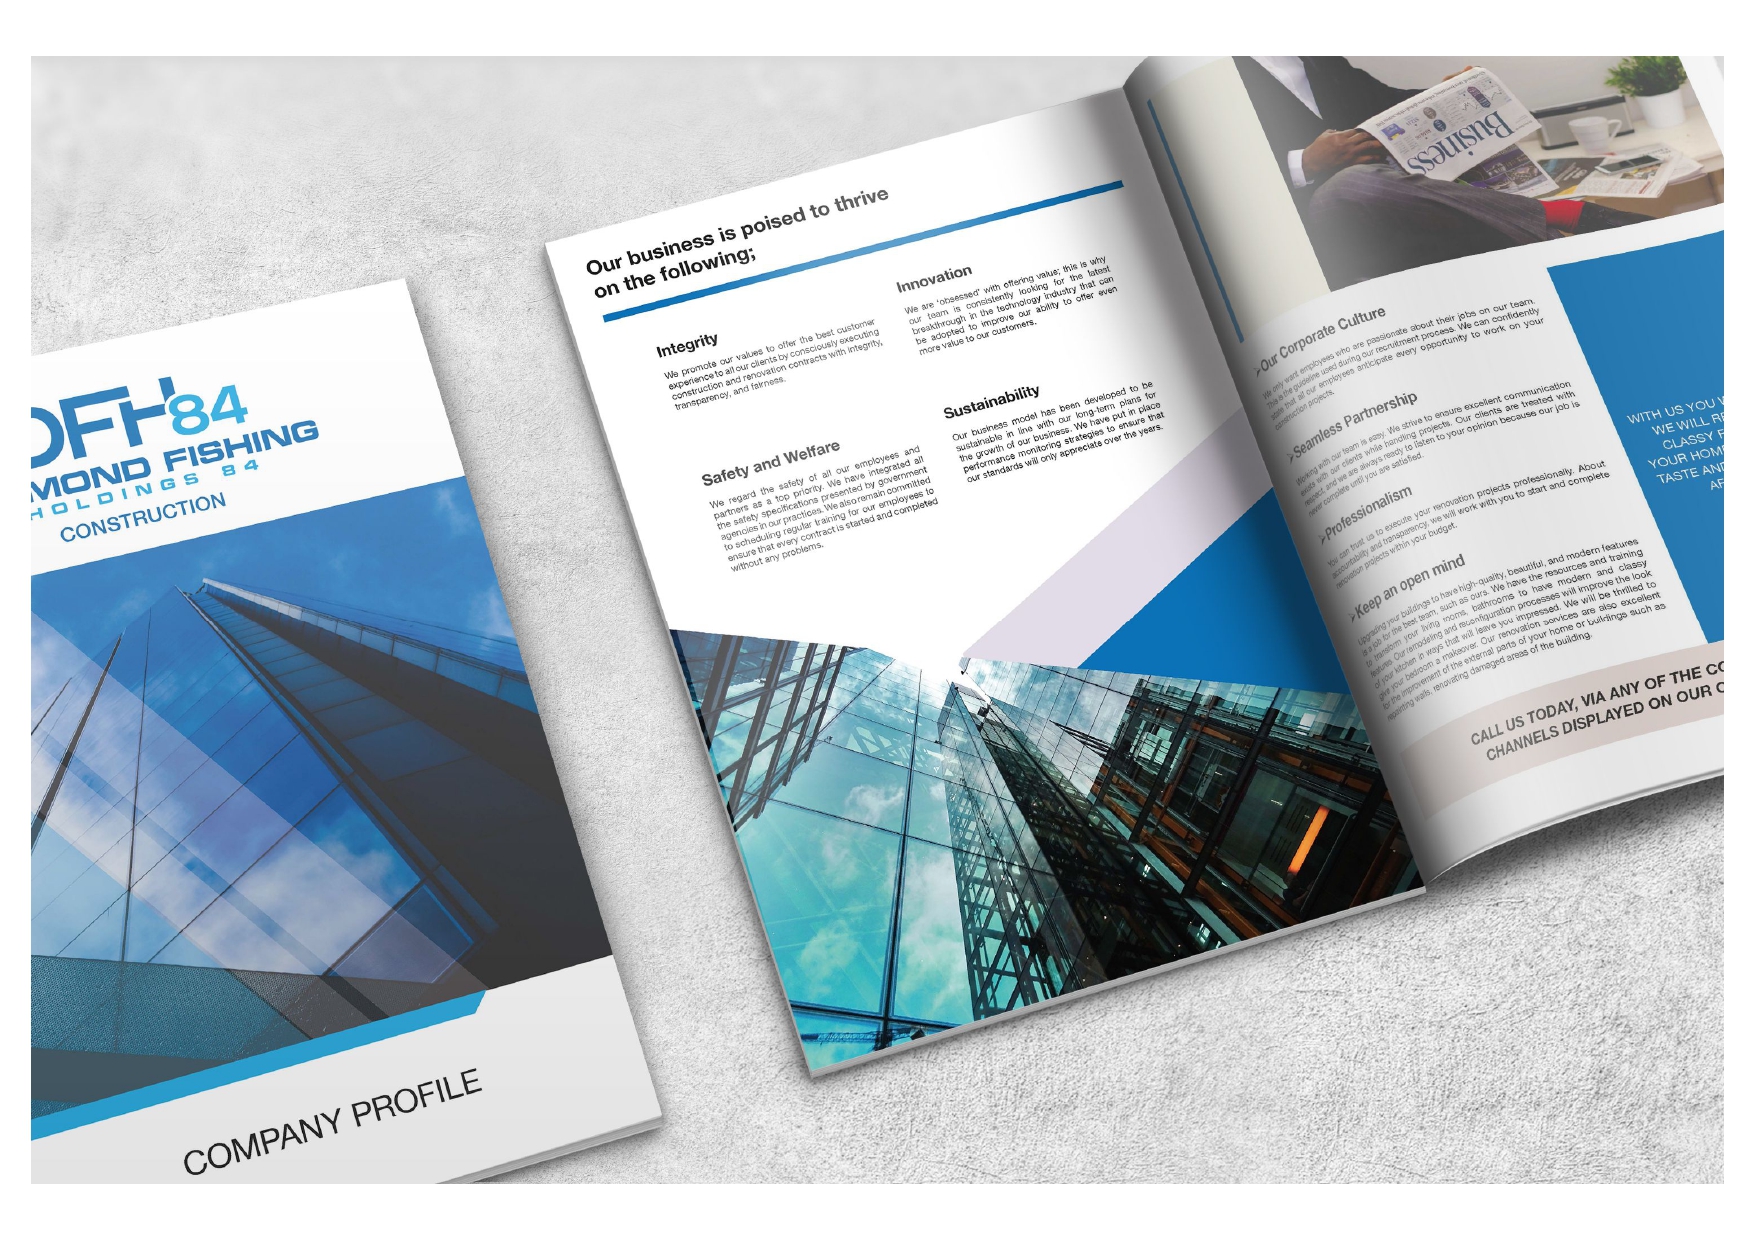 DFH84
MOND FISHING
HOLDINGS 84
CONSTRUCTION
COMPANY PROFILE
Our business is poised to thrive
on the following;
Integrity
We promote our values to offer the best customer
experience to all our clients by consciously executing
construction and renovation contracts with integrity,
transparency, and fairness.
Safety and Welfare
We regard the safety of all our employees and
partners as a top priority. We have integrated all
the safety specifications presented by government
agencies in our practices. We also remain committed
to scheduling regular training for our employees to
ensure that every contract is started and completed
without any problems.
Innovation
We are 'obsessed' with offering value; this is why
our team is consistently looking for the latest
breakthrough in the technology industry that can
be adopted to improve our ability to offer even
more value to our customers.
Sustainability
Our business model has been developed to be
sustainable in line with our long-term plans for
the growth of our business. We have put in place
performance monitoring strategies to ensure that
our standards will only appreciate over the years.
Business
➢Our Corporate Culture
We only want employees who are passionate about their jobs on our team.
This is the guideline used during our recruitment process. We can confidently
state that all our employees anticipate every opportunity to work on your
construction projects.
➢Seamless Partnership
Working with our team is easy. We strive to ensure excellent communication
exists with our clients while handling projects. Our clients are treated with
respect, and we are always ready to listen to your opinion because our job is
never complete until you are satisfied.
➢Professionalism
You can trust us to execute your renovation projects professionally. About
accountability and transparency, we will work with you to start and complete
renovation projects within your budget.
➢Keep an open mind
Upgrading your buildings to have high-quality, beautiful, and modern features
is a job for the best team, such as ours. We have the resources and training
to transform your living rooms, bathrooms to have modern and classy
features. Our remodeling and reconfiguration processes will improve the look
of your kitchen in ways that will leave you impressed. We will be thrilled to
give your bedroom a makeover. Our renovation services are also excellent
for the improvement of the external parts of your home or buildings such as
repairing walls, renovating damaged areas of the building.
WITH US YOU
WE WILL
CLASSY
YOUR HOM
TASTE AND
CALL US TODAY, VIA ANY OF THE CO
CHANNELS DISPLAYED ON OUR